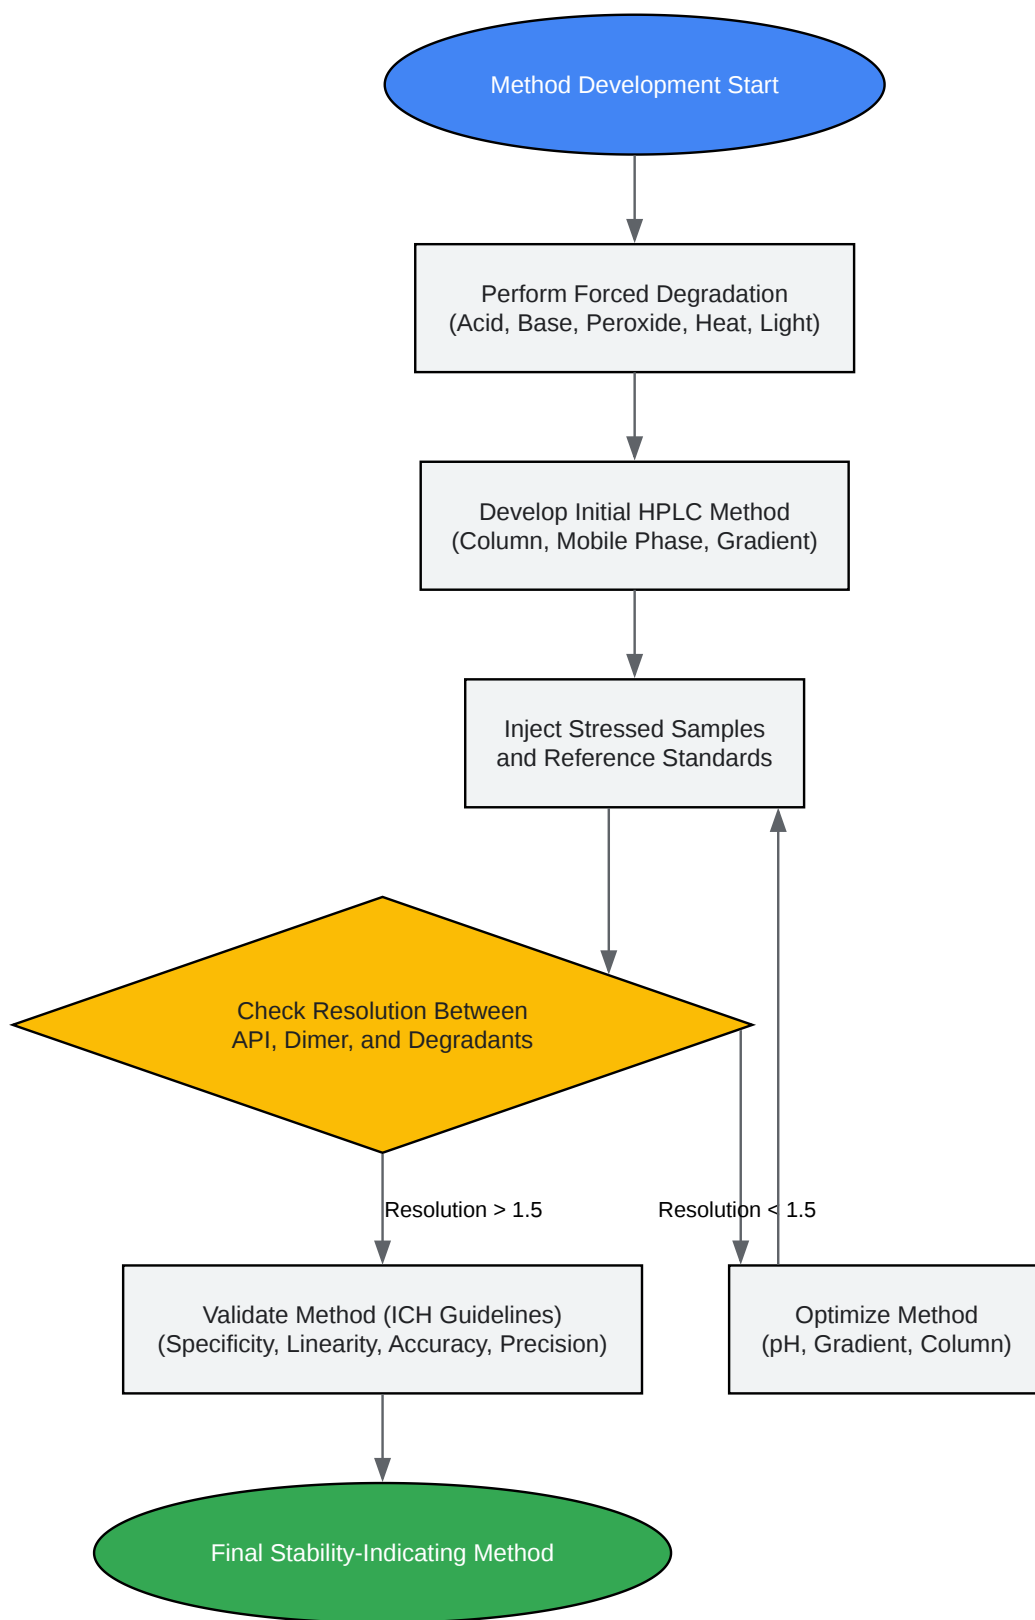 Method Development Start
Perform Forced Degradation
(Acid, Base, Peroxide, Heat, Light)
Develop Initial HPLC Method
(Column, Mobile Phase, Gradient)
Inject Stressed Samples
and Reference Standards
Check Resolution Between
API, Dimer, and Degradants
Resolution > 1.5
Resolution < 1.5
Validate Method (ICH Guidelines)
(Specificity, Linearity, Accuracy, Precision)
Optimize Method
(pH, Gradient, Column)
Final Stability-Indicating Method